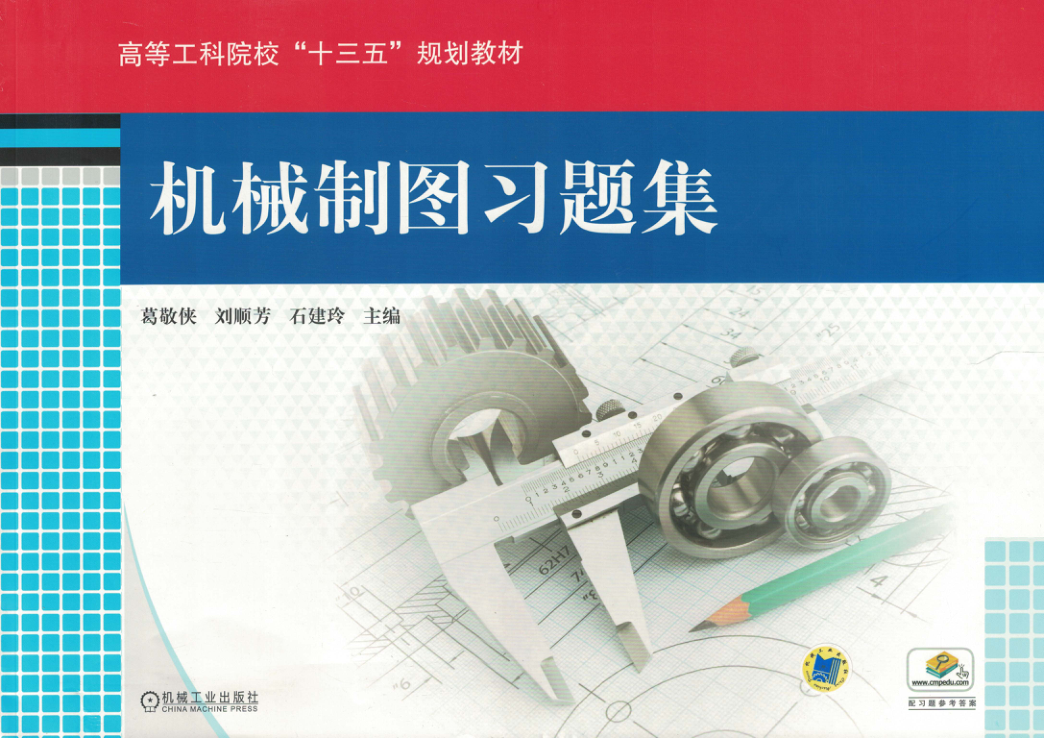 高等工科院校“十三五”规划教材
机械制图习题集
葛敬侠 刘顺芳 石建玲 主编
62H7
机械工业出版社
CHINA MACHINE PRESS
www.cmpedu.com
配习题参考答案